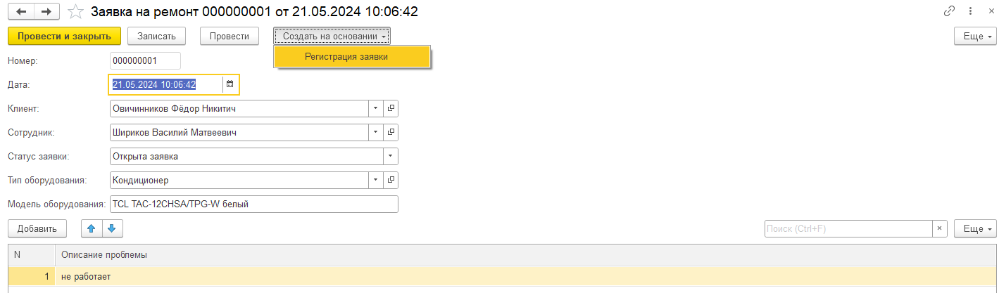 Заявка на ремонт 000000001 от 21.05.2024 10:06:42
Провести и закрыть Записать Провести Создать на основании Еще
Регистрация заявки
Номер: 000000001
Дата: 21.05.2024 10:06:42
Клиент: Овичинников Фёдор Никитич
Сотрудник: Шириков Василий Матвеевич
Статус заявки: Открыта заявка
Тип оборудования: Кондиционер
Модель оборудования: TCL TAC-12CHSA/TPG-W белый
Добавить Поиск (Ctrl+F) × Еще
N Описание проблемы
1 не работает